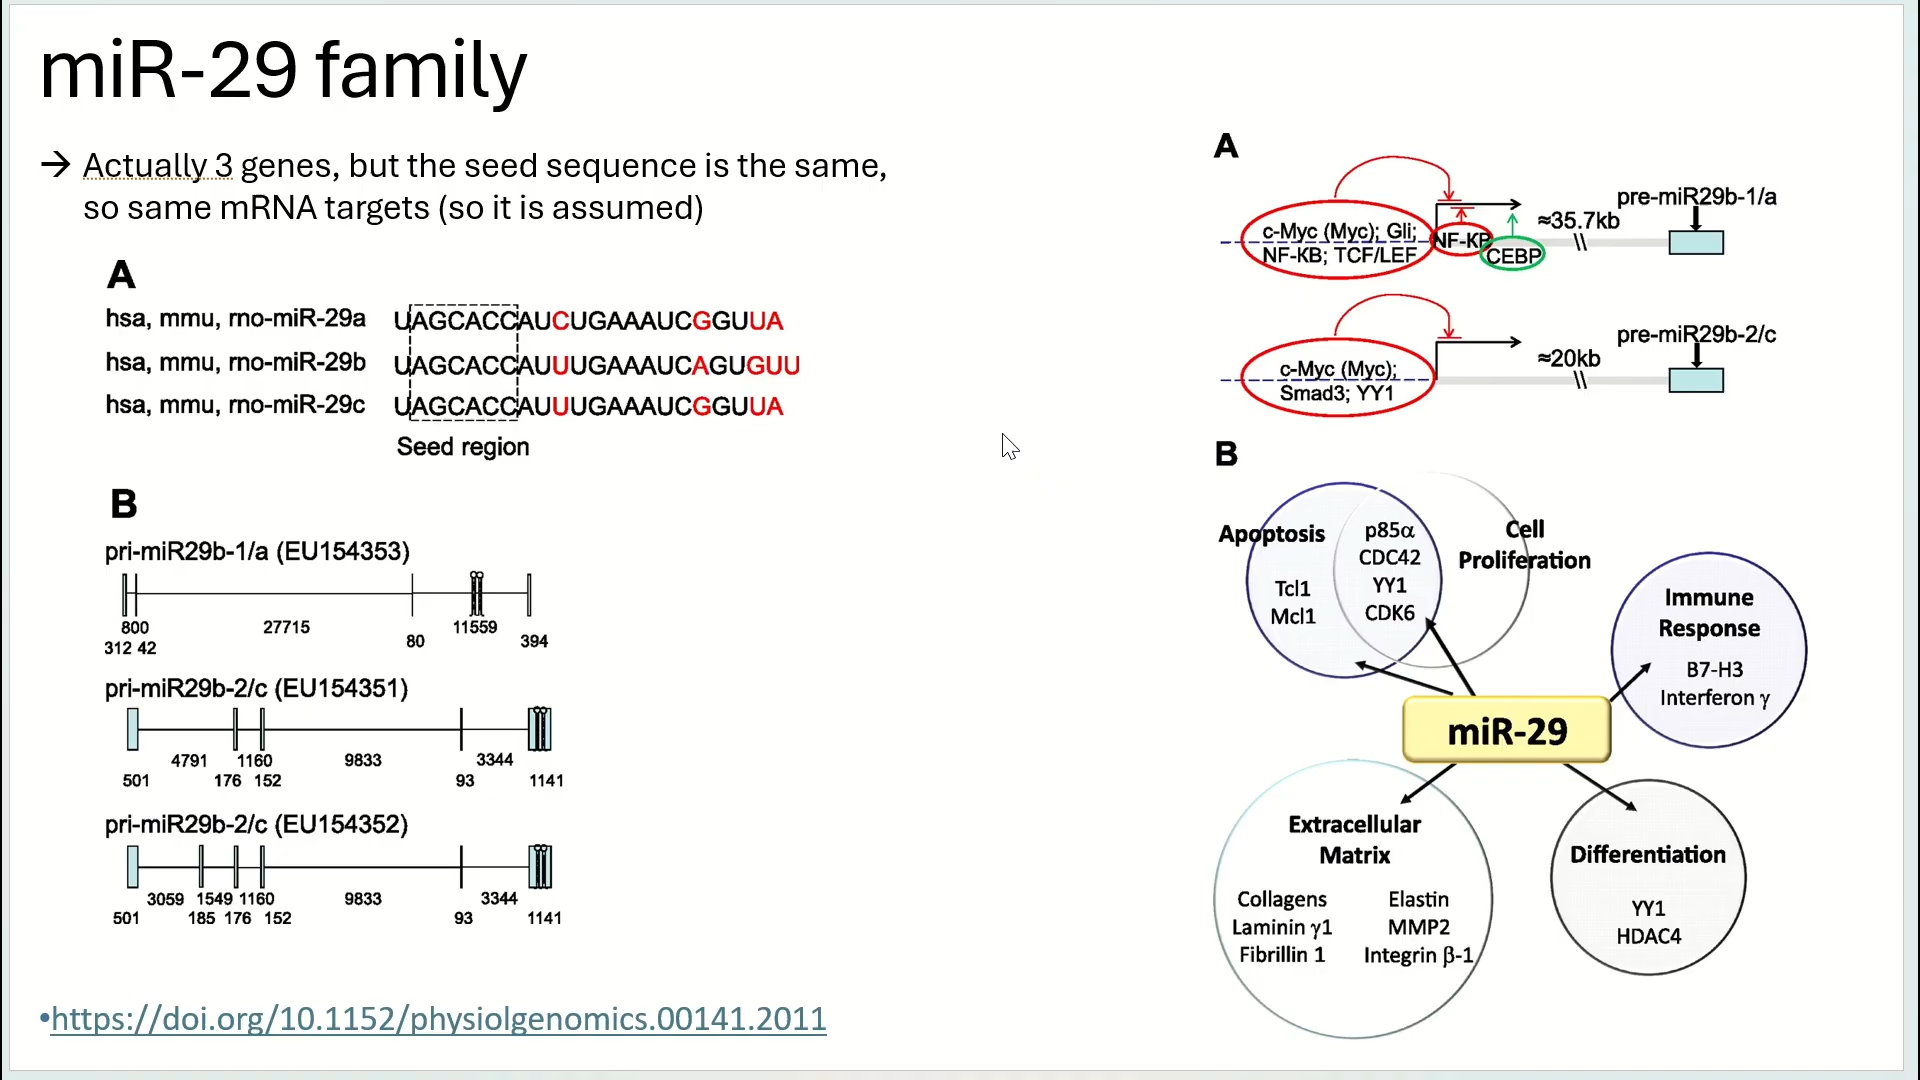 miR-29 family
→ Actually 3 genes, but the seed sequence is the same,
so same mRNA targets (so it is assumed)
A
hsa, mmu, rno-miR-29a UAGCACCAUCUGAAAUCGGUUA
hsa, mmu, rno-miR-29b UAGCACCAUUUGAAAUCAGUGUU
hsa, mmu, rno-miR-29c UAGCACCAUUUGAAAUCGGUUA
Seed region
B
pri-miR29b-1/a (EU154353)
800 27715 11559
312 42 80 394
pri-miR29b-2/c (EU154351)
4791 1160 9833 3344
501 176 152 93 1141
pri-miR29b-2/c (EU154352)
3059 1549 1160 9833 3344
501 185 176 152 93 1141
•https://doi.org/10.1152/physiolgenomics.00141.2011
A
pre-miR29b-1/a
≈35.7kb
c-Myc (Myc); Gli;
NF-KB; TCF/LEF
NF-KB
CEBP
pre-miR29b-2/c
≈20kb
c-Myc (Myc);
Smad3; YY1
B
Apoptosis
Tcl1
Mcl1
p85α
CDC42
YY1
CDK6
Cell
Proliferation
Immune
Response
B7-H3
Interferon γ
miR-29
Extracellular
Matrix
Collagens Elastin
Laminin γ1 MMP2
Fibrillin 1 Integrin β-1
Differentiation
YY1
HDAC4